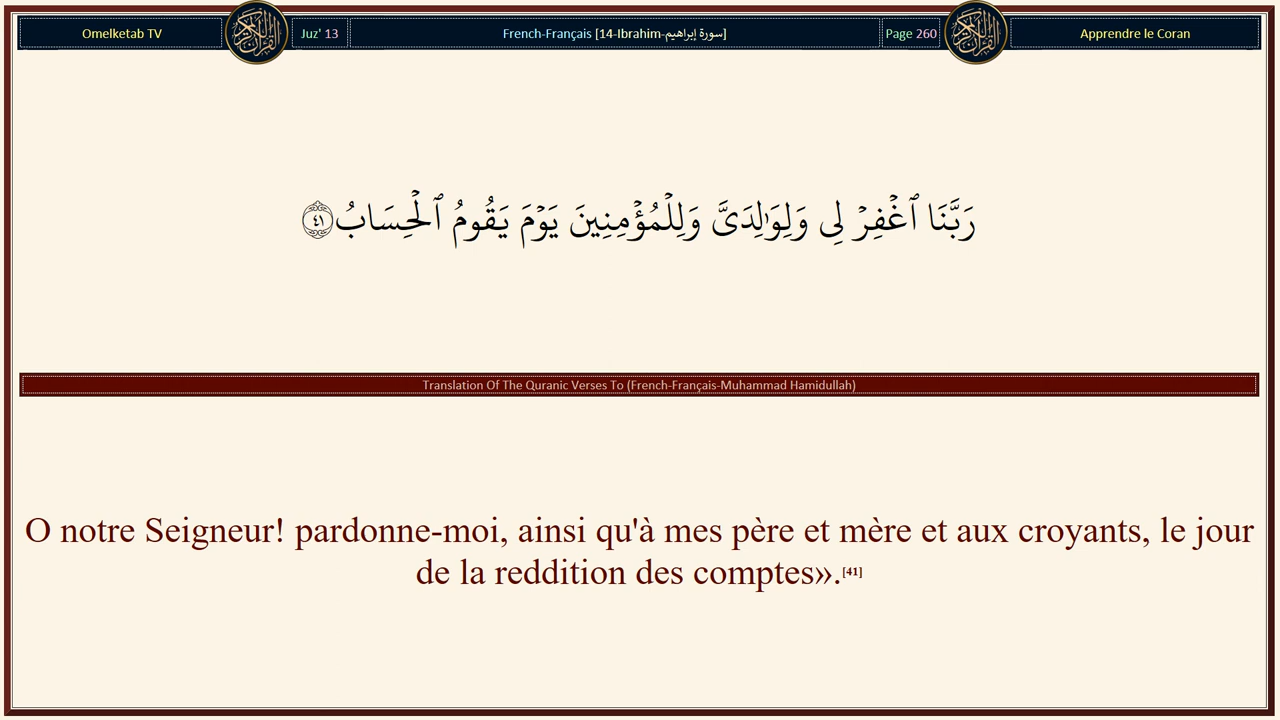 Omelketab TV
Juz' 13
French-Français [14-Ibrahim-سورة إبراهيم]
Page 260
Apprendre le Coran
رَبَّنَا ٱغْفِرْ لِى وَلِوَٰلِدَىَّ وَلِلْمُؤْمِنِينَ يَوْمَ يَقُومُ ٱلْحِسَابُ ٤١
Translation Of The Quranic Verses To (French-Français-Muhammad Hamidullah)
O notre Seigneur! pardonne-moi, ainsi qu'à mes père et mère et aux croyants, le jour
de la reddition des comptes».[41]